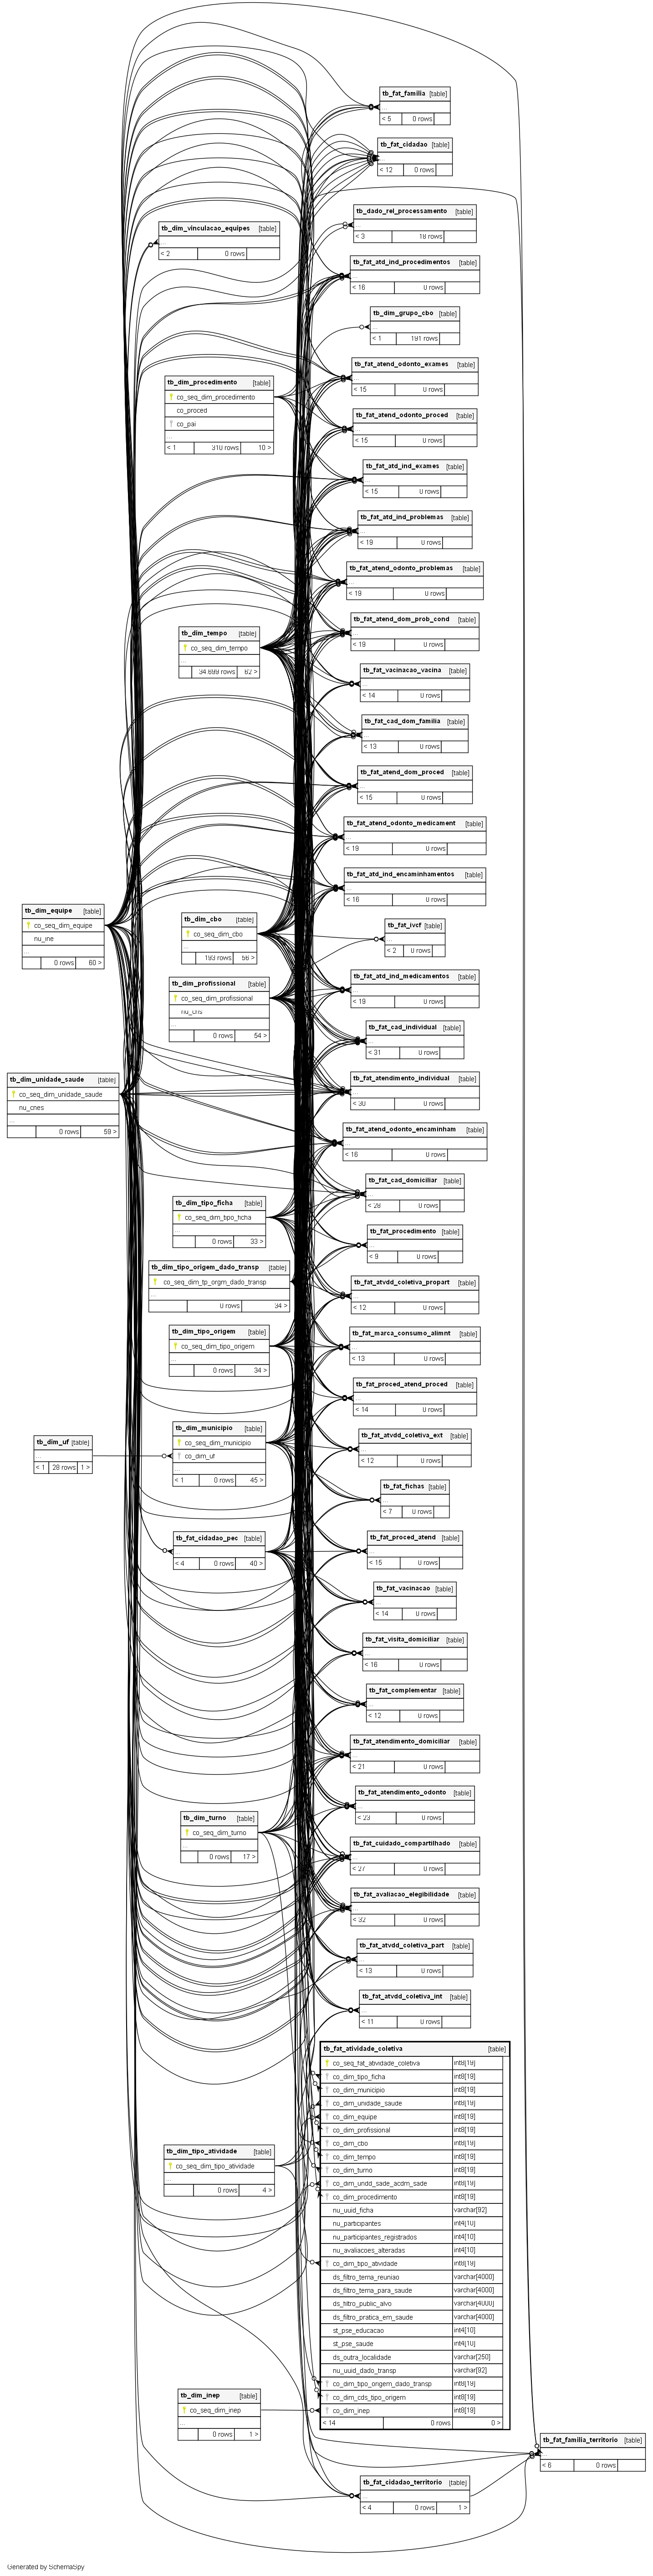 tb_fat_familia [table]
...
< 5 0 rows
tb_fat_cidadao [table]
...
< 12 0 rows
tb_dado_rel_processamento [table]
...
< 3 18 rows
tb_dim_vinculacao_equipes [table]
...
< 2 0 rows
tb_fat_atd_ind_procedimentos [table]
...
< 16 0 rows
tb_dim_grupo_cbo [table]
...
< 1 191 rows
tb_fat_atend_odonto_exames [table]
...
< 15 0 rows
tb_dim_procedimento [table]
co_seq_dim_procedimento
co_proced
co_pai
...
< 1 310 rows 10 >
tb_fat_atend_odonto_proced [table]
...
< 15 0 rows
tb_fat_atd_ind_exames [table]
...
< 15 0 rows
tb_fat_atd_ind_problemas [table]
...
< 19 0 rows
tb_fat_atend_odonto_problemas [table]
...
< 19 0 rows
tb_fat_atend_dom_prob_cond [table]
...
< 19 0 rows
tb_dim_tempo [table]
co_seq_dim_tempo
...
34.699 rows 62 >
tb_fat_vacinacao_vacina [table]
...
< 14 0 rows
tb_fat_cad_dom_familia [table]
...
< 13 0 rows
tb_fat_atend_dom_proced [table]
...
< 15 0 rows
tb_fat_atend_odonto_medicament [table]
...
< 19 0 rows
tb_fat_atd_ind_encaminhamentos [table]
...
< 16 0 rows
tb_dim_equipe [table]
co_seq_dim_equipe
nu_ine
...
0 rows 60 >
tb_dim_cbo [table]
co_seq_dim_cbo
...
193 rows 56 >
tb_fat_ivcf [table]
...
< 2 0 rows
tb_fat_atd_ind_medicamentos [table]
...
< 19 0 rows
tb_dim_profissional [table]
co_seq_dim_profissional
nu_cns
...
0 rows 54 >
tb_fat_cad_individual [table]
...
< 31 0 rows
tb_dim_unidade_saude [table]
co_seq_dim_unidade_saude
nu_cnes
...
0 rows 59 >
tb_fat_atendimento_individual [table]
...
< 30 0 rows
tb_fat_atend_odonto_encaminham [table]
...
< 16 0 rows
tb_fat_cad_domiciliar [table]
...
< 28 0 rows
tb_dim_tipo_ficha [table]
co_seq_dim_tipo_ficha
...
0 rows 33 >
tb_fat_procedimento [table]
...
< 9 0 rows
tb_dim_tipo_origem_dado_transp [table]
co_seq_dim_tp_orgm_dado_transp
...
0 rows 34 >
tb_fat_atvdd_coletiva_propart [table]
...
< 12 0 rows
tb_dim_tipo_origem [table]
co_seq_dim_tipo_origem
...
0 rows 34 >
tb_fat_marca_consumo_alimnt [table]
...
< 13 0 rows
tb_fat_proced_atend_proced [table]
...
< 14 0 rows
tb_dim_uf [table]
...
< 1 28 rows 1 >
tb_dim_municipio [table]
co_seq_dim_municipio
co_dim_uf
...
< 1 0 rows 45 >
tb_fat_atvdd_coletiva_ext [table]
...
< 12 0 rows
tb_fat_fichas [table]
...
< 7 0 rows
tb_fat_cidadao_pec [table]
...
< 4 0 rows 40 >
tb_fat_proced_atend [table]
...
< 15 0 rows
tb_fat_vacinacao [table]
...
< 14 0 rows
tb_fat_visita_domiciliar [table]
...
< 16 0 rows
tb_fat_complementar [table]
...
< 12 0 rows
tb_fat_atendimento_domiciliar [table]
...
< 21 0 rows
tb_fat_atendimento_odonto [table]
...
< 23 0 rows
tb_dim_turno [table]
co_seq_dim_turno
...
0 rows 17 >
tb_fat_cuidado_compartilhado [table]
...
< 27 0 rows
tb_fat_avaliacao_elegibilidade [table]
...
< 32 0 rows
tb_fat_atvdd_coletiva_part [table]
...
< 13 0 rows
tb_fat_atvdd_coletiva_int [table]
...
< 11 0 rows
tb_fat_atividade_coletiva [table]
co_seq_fat_atividade_coletiva int8[19]
co_dim_tipo_ficha int8[19]
co_dim_municipio int8[19]
co_dim_unidade_saude int8[19]
co_dim_equipe int8[19]
co_dim_profissional int8[19]
co_dim_cbo int8[19]
co_dim_tempo int8[19]
co_dim_turno int8[19]
co_dim_undd_sade_acdm_sade int8[19]
co_dim_procedimento int8[19]
nu_uuid_ficha varchar[92]
nu_participantes int4[10]
nu_participantes_registrados int4[10]
nu_avaliacoes_alteradas int4[10]
co_dim_tipo_atividade int8[19]
ds_filtro_tema_reuniao varchar[4000]
ds_filtro_tema_para_saude varchar[4000]
ds_filtro_public_alvo varchar[4000]
ds_filtro_pratica_em_saude varchar[4000]
st_pse_educacao int4[10]
st_pse_saude int4[10]
ds_outra_localidade varchar[250]
nu_uuid_dado_transp varchar[92]
co_dim_tipo_origem_dado_transp int8[19]
co_dim_cds_tipo_origem int8[19]
co_dim_inep int8[19]
< 14 0 rows 0 >
tb_dim_tipo_atividade [table]
co_seq_dim_tipo_atividade
...
0 rows 4 >
tb_dim_inep [table]
co_seq_dim_inep
...
0 rows 1 >
tb_fat_familia_territorio [table]
...
< 6 0 rows
tb_fat_cidadao_territorio [table]
...
< 4 0 rows 1 >
Generated by SchemaSpy